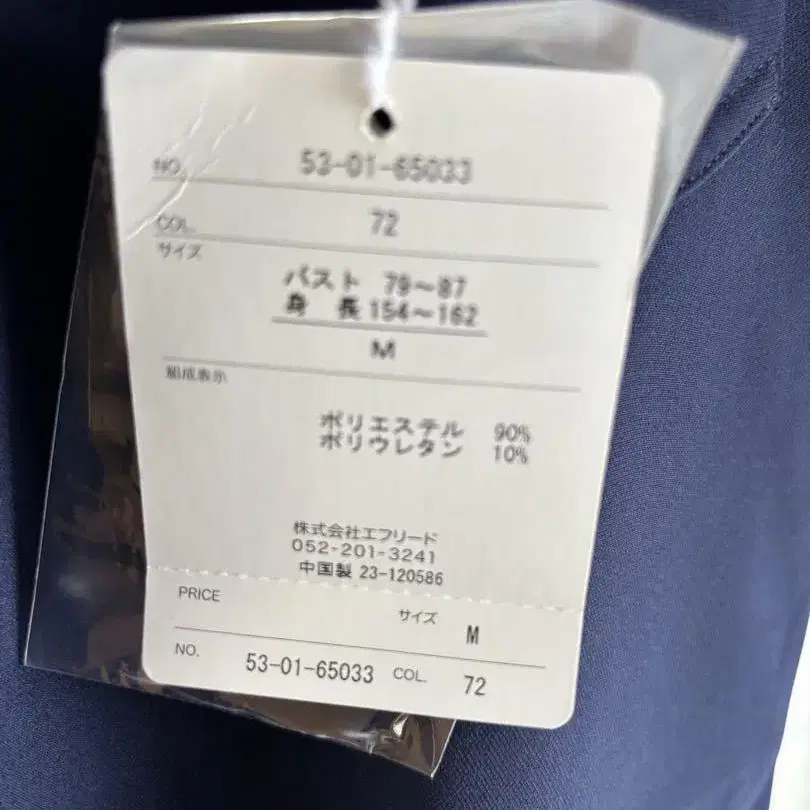 NO. 53-01-65033
COL. 72
サイズ
バスト 79～87
身 長 154～162
M
組成表示
ポリエステル 90%
ポリウレタン 10%
株式会社エフリード
052-201-3241
中国製 23-120586
PRICE サイズ M
NO. 53-01-65033 COL. 72